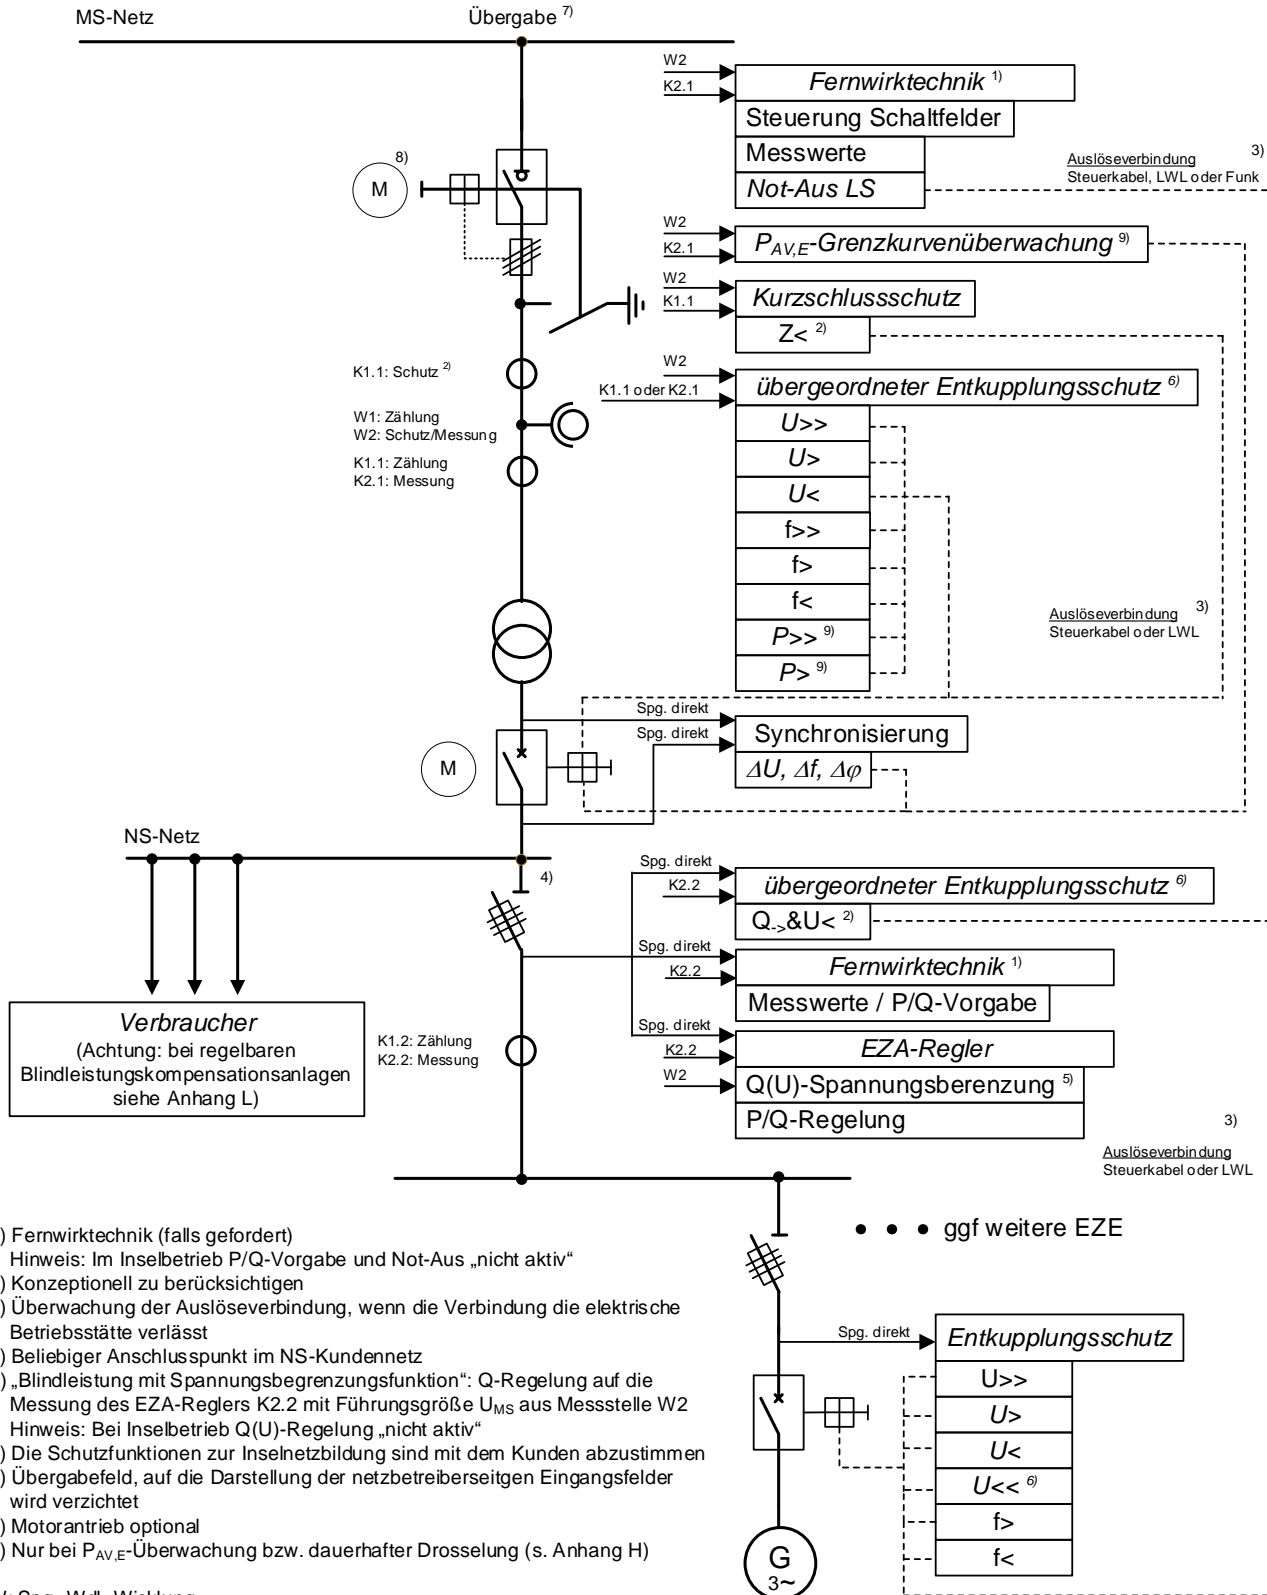 MS-Netz
Übergabe 7)
W2
K2.1
Fernwirktechnik 1)
Steuerung Schaltfelder
Messwerte
Not-Aus LS
Auslöseverbindung 3)
Steuerkabel, LWL oder Funk
8)
M
W2
K2.1
PAV,E-Grenzkurvenüberwachung 9)
W2
K1.1
Kurzschlussschutz
Z< 2)
K1.1: Schutz 2)
W1: Zählung
W2: Schutz/Messung
K1.1: Zählung
K2.1: Messung
W2
K1.1 oder K2.1
übergeordneter Entkupplungsschutz 6)
U>>
U>
U<
f>>
f>
f<
P>> 9)
P> 9)
Auslöseverbindung 3)
Steuerkabel oder LWL
Spg. direkt
Spg. direkt
Synchronisierung
ΔU, Δf, Δφ
M
NS-Netz
4)
Spg. direkt
K2.2
übergeordneter Entkupplungsschutz 6)
Q->&U< 2)
Spg. direkt
K2.2
Fernwirktechnik 1)
Messwerte / P/Q-Vorgabe
Spg. direkt
K2.2
W2
EZA-Regler
Q(U)-Spannungsberenzung 5)
P/Q-Regelung
Verbraucher
(Achtung: bei regelbaren
Blindleistungskompensationsanlagen
siehe Anhang L)
K1.2: Zählung
K2.2: Messung
3)
Auslöseverbindung
Steuerkabel oder LWL
) Fernwirktechnik (falls gefordert)
Hinweis: Im Inselbetrieb P/Q-Vorgabe und Not-Aus „nicht aktiv“
) Konzeptionell zu berücksichtigen
) Überwachung der Auslöseverbindung, wenn die Verbindung die elektrische
Betriebsstätte verlässt
) Beliebiger Anschlusspunkt im NS-Kundennetz
) „Blindleistung mit Spannungsbegrenzungsfunktion“: Q-Regelung auf die
Messung des EZA-Reglers K2.2 mit Führungsgröße UMS aus Messstelle W2
Hinweis: Bei Inselbetrieb Q(U)-Regelung „nicht aktiv“
) Die Schutzfunktionen zur Inselnetzbildung sind mit dem Kunden abzustimmen
) Übergabefeld, auf die Darstellung der netzbetreiberseitgen Eingangsfelder
wird verzichtet
) Motorantrieb optional
) Nur bei PAV,E-Überwachung bzw. dauerhafter Drosselung (s. Anhang H)
• • • ggf weitere EZE
Spg. direkt
Entkupplungsschutz
U>>
U>
U<
U<< 6)
f>
f<
G
3~